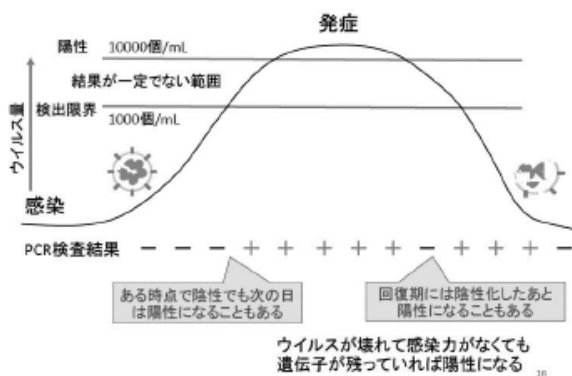 発症
陽性 10000個/mL
結果が一定でない範囲
検出限界
1000個/mL
ウイルス量
感染
PCR検査結果 − − − + + + + + − + + + −
ある時点で陰性でも次の日
は陽性になることもある
回復期には陰性化したあと
陽性になることもある
ウイルスが壊れて感染力がなくても
遺伝子が残っていれば陽性になる
16